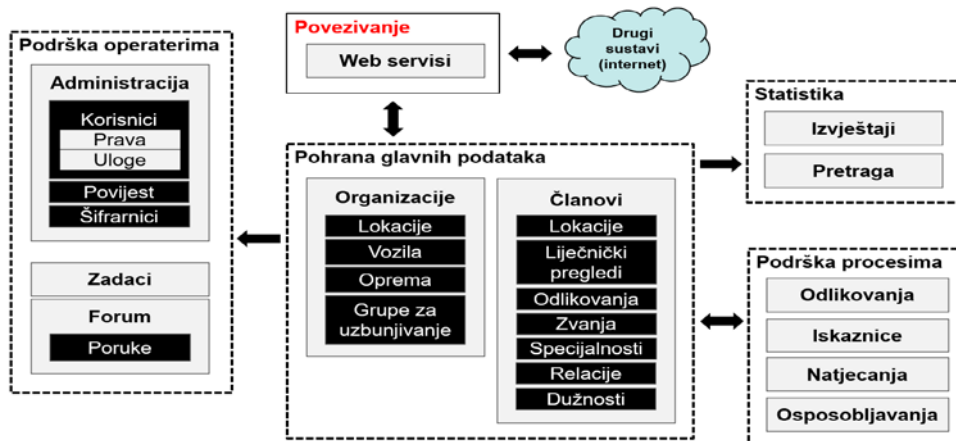 Podrška operaterima
Administracija
Korisnici
Prava
Uloge
Povijest
Šifrarnici
Zadaci
Forum
Poruke
Povezivanje
Web servisi
Drugi
sustavi
(internet)
Pohrana glavnih podataka
Organizacije
Lokacije
Vozila
Oprema
Grupe za
uzbunjivanje
Članovi
Lokacije
Liječnički
pregledi
Odlikovanja
Zvanja
Specijalnosti
Relacije
Dužnosti
Statistika
Izvještaji
Pretraga
Podrška procesima
Odlikovanja
Iskaznice
Natjecanja
Osposobljavanja